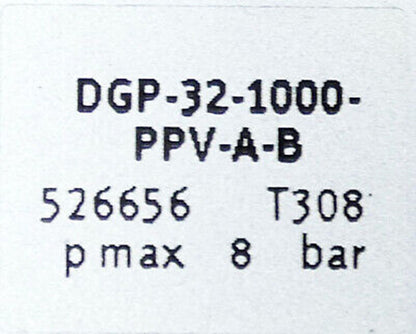 DGP-32-1000-
PPV-A-B
526656 T308
p max 8 bar